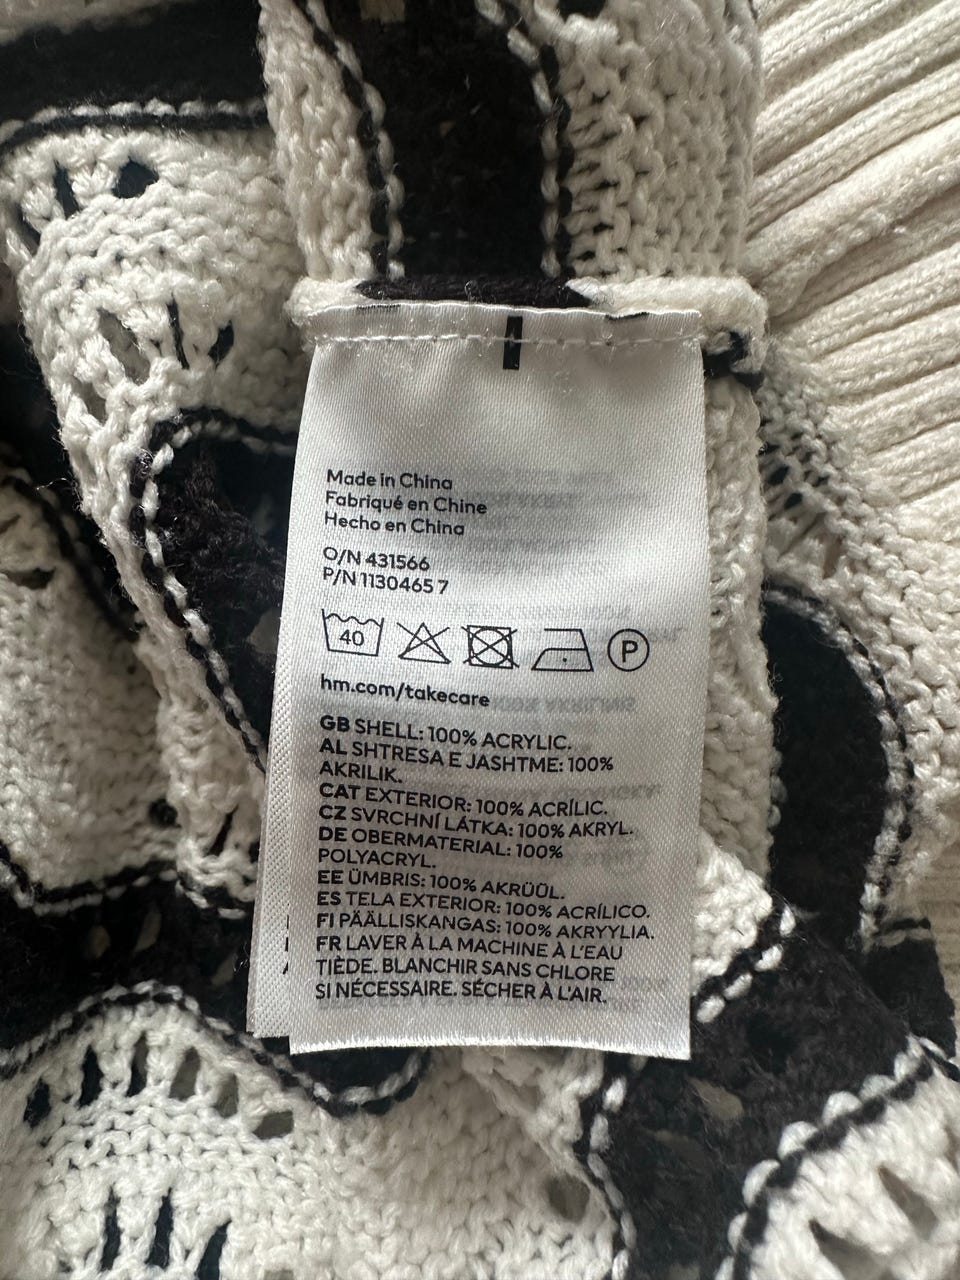 Made in China
Fabriqué en Chine
Hecho en China
O/N 431566
P/N 1130465 7
40
P
hm.com/takecare
GB SHELL: 100% ACRYLIC.
AL SHTRESA E JASHTME: 100%
AKRILIK.
CAT EXTERIOR: 100% ACRÍLIC.
CZ SVRCHNÍ LÁTKA: 100% AKRYL.
DE OBERMATERIAL: 100%
POLYACRYL.
EE ÜMBRIS: 100% AKRÜÜL.
ES TELA EXTERIOR: 100% ACRÍLICO.
FI PÄÄLLISKANGAS: 100% AKRYYLIA.
FR LAVER À LA MACHINE À L'EAU
TIÈDE. BLANCHIR SANS CHLORE
SI NÉCESSAIRE. SÉCHER À L'AIR.